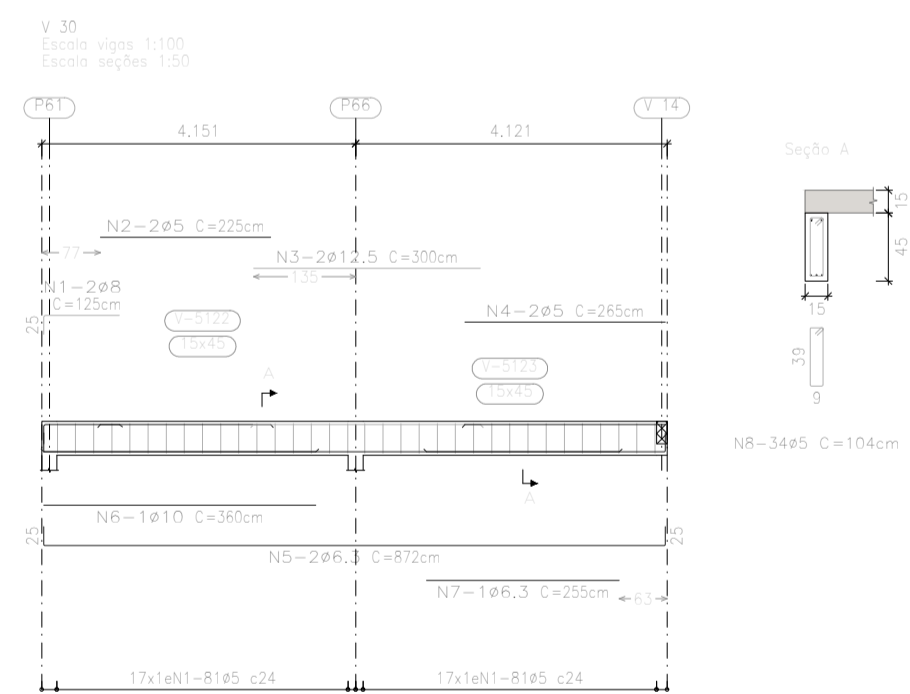 V 30
Escala vigas 1:100
Escala seções 1:50
P61
P66
V 14
4.151
4.121
Seção A
15
45
15
N2-2ø5 C=225cm
77
N3-2ø12.5 C=300cm
135
N1-2ø8
C=125cm
25
N4-2ø5 C=265cm
V-5122
15x45
V-5123
15x45
A
39
9
N8-34ø5 C=104cm
A
N6-1ø10 C=360cm
25
25
N5-2ø6.3 C=872cm
N7-1ø6.3 C=255cm
63
17x1eN1-81ø5 c24
17x1eN1-81ø5 c24